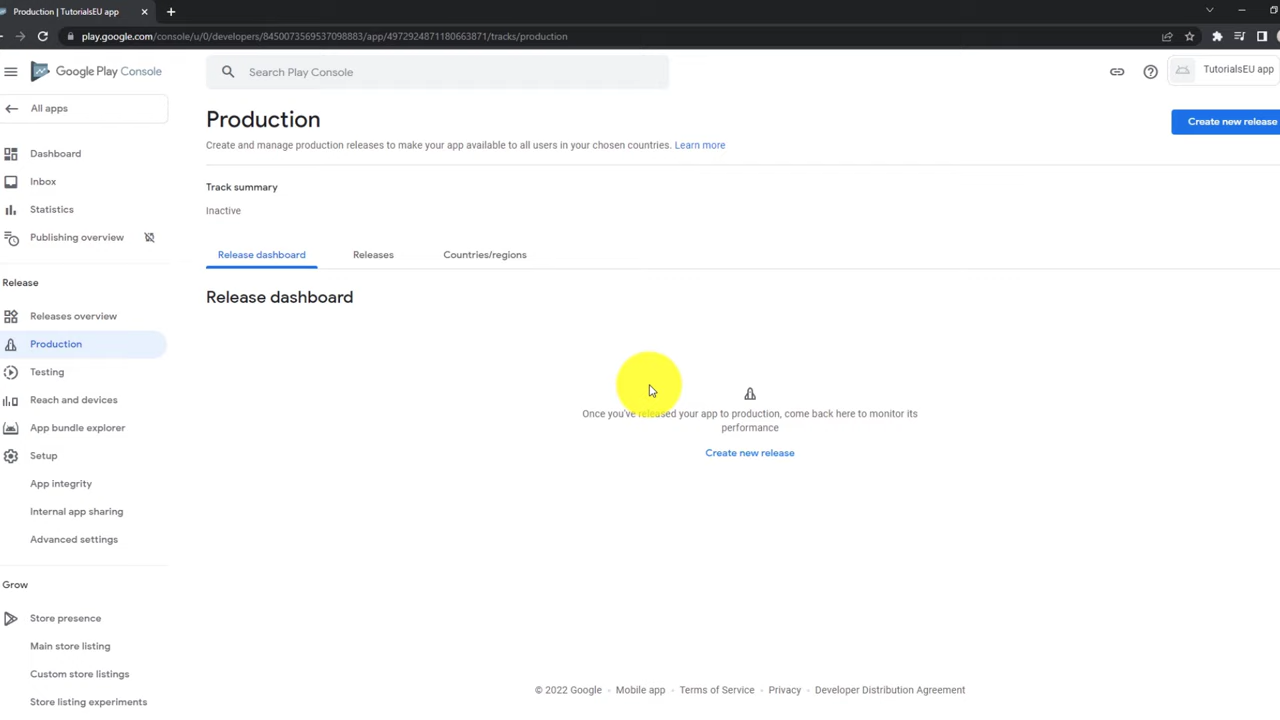 Production | TutorialsEU app
play.google.com/console/u/0/developers/8450073569537098883/app/4972924871180663871/tracks/production
Google Play Console
Search Play Console
TutorialsEU app
All apps
Production
Create new release
Create and manage production releases to make your app available to all users in your chosen countries. Learn more
Dashboard
Inbox
Statistics
Publishing overview
Track summary
Inactive
Release dashboard
Releases
Countries/regions
Release
Releases overview
Production
Testing
Reach and devices
App bundle explorer
Setup
App integrity
Internal app sharing
Advanced settings
Release dashboard
Once you've released your app to production, come back here to monitor its
performance
Create new release
Grow
Store presence
Main store listing
Custom store listings
Store listing experiments
© 2022 Google
Mobile app
Terms of Service
Privacy
Developer Distribution Agreement